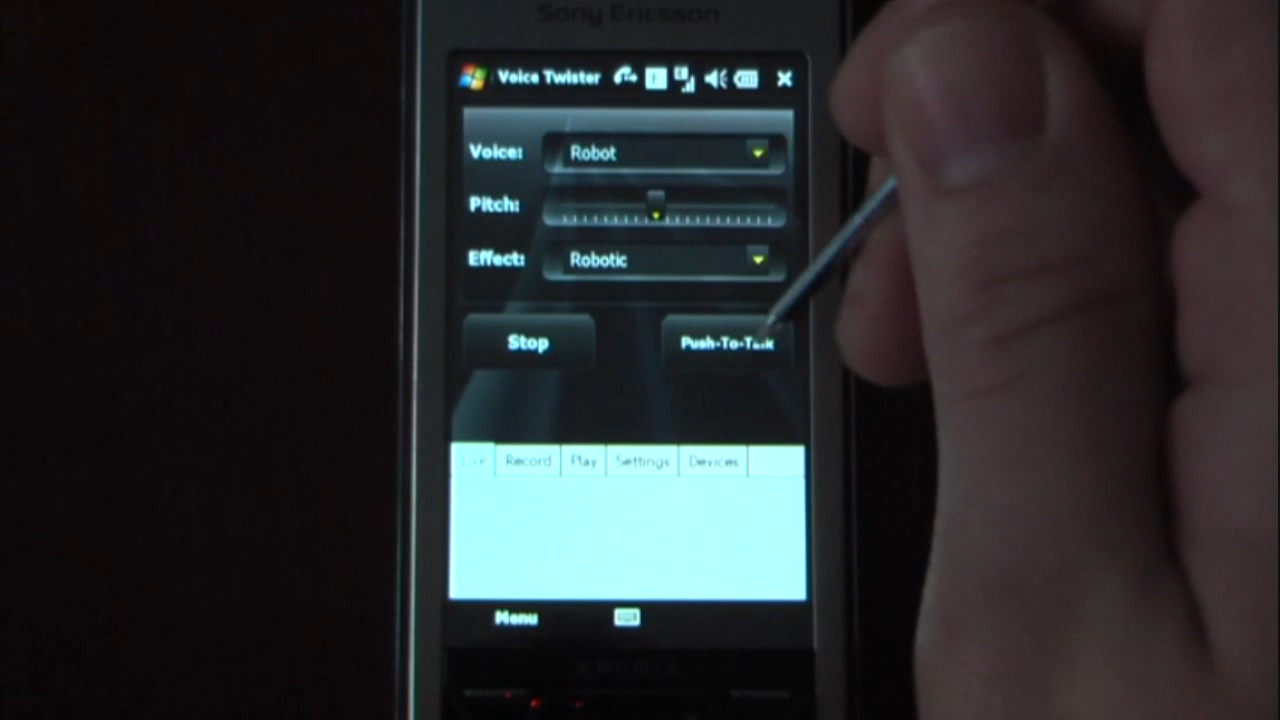 Sony Ericsson
Voice Twister
Voice: Robot
Pitch:
Effect: Robotic
Stop Push-To-Talk
Live Record Play Settings Devices
Menu
XPERIA